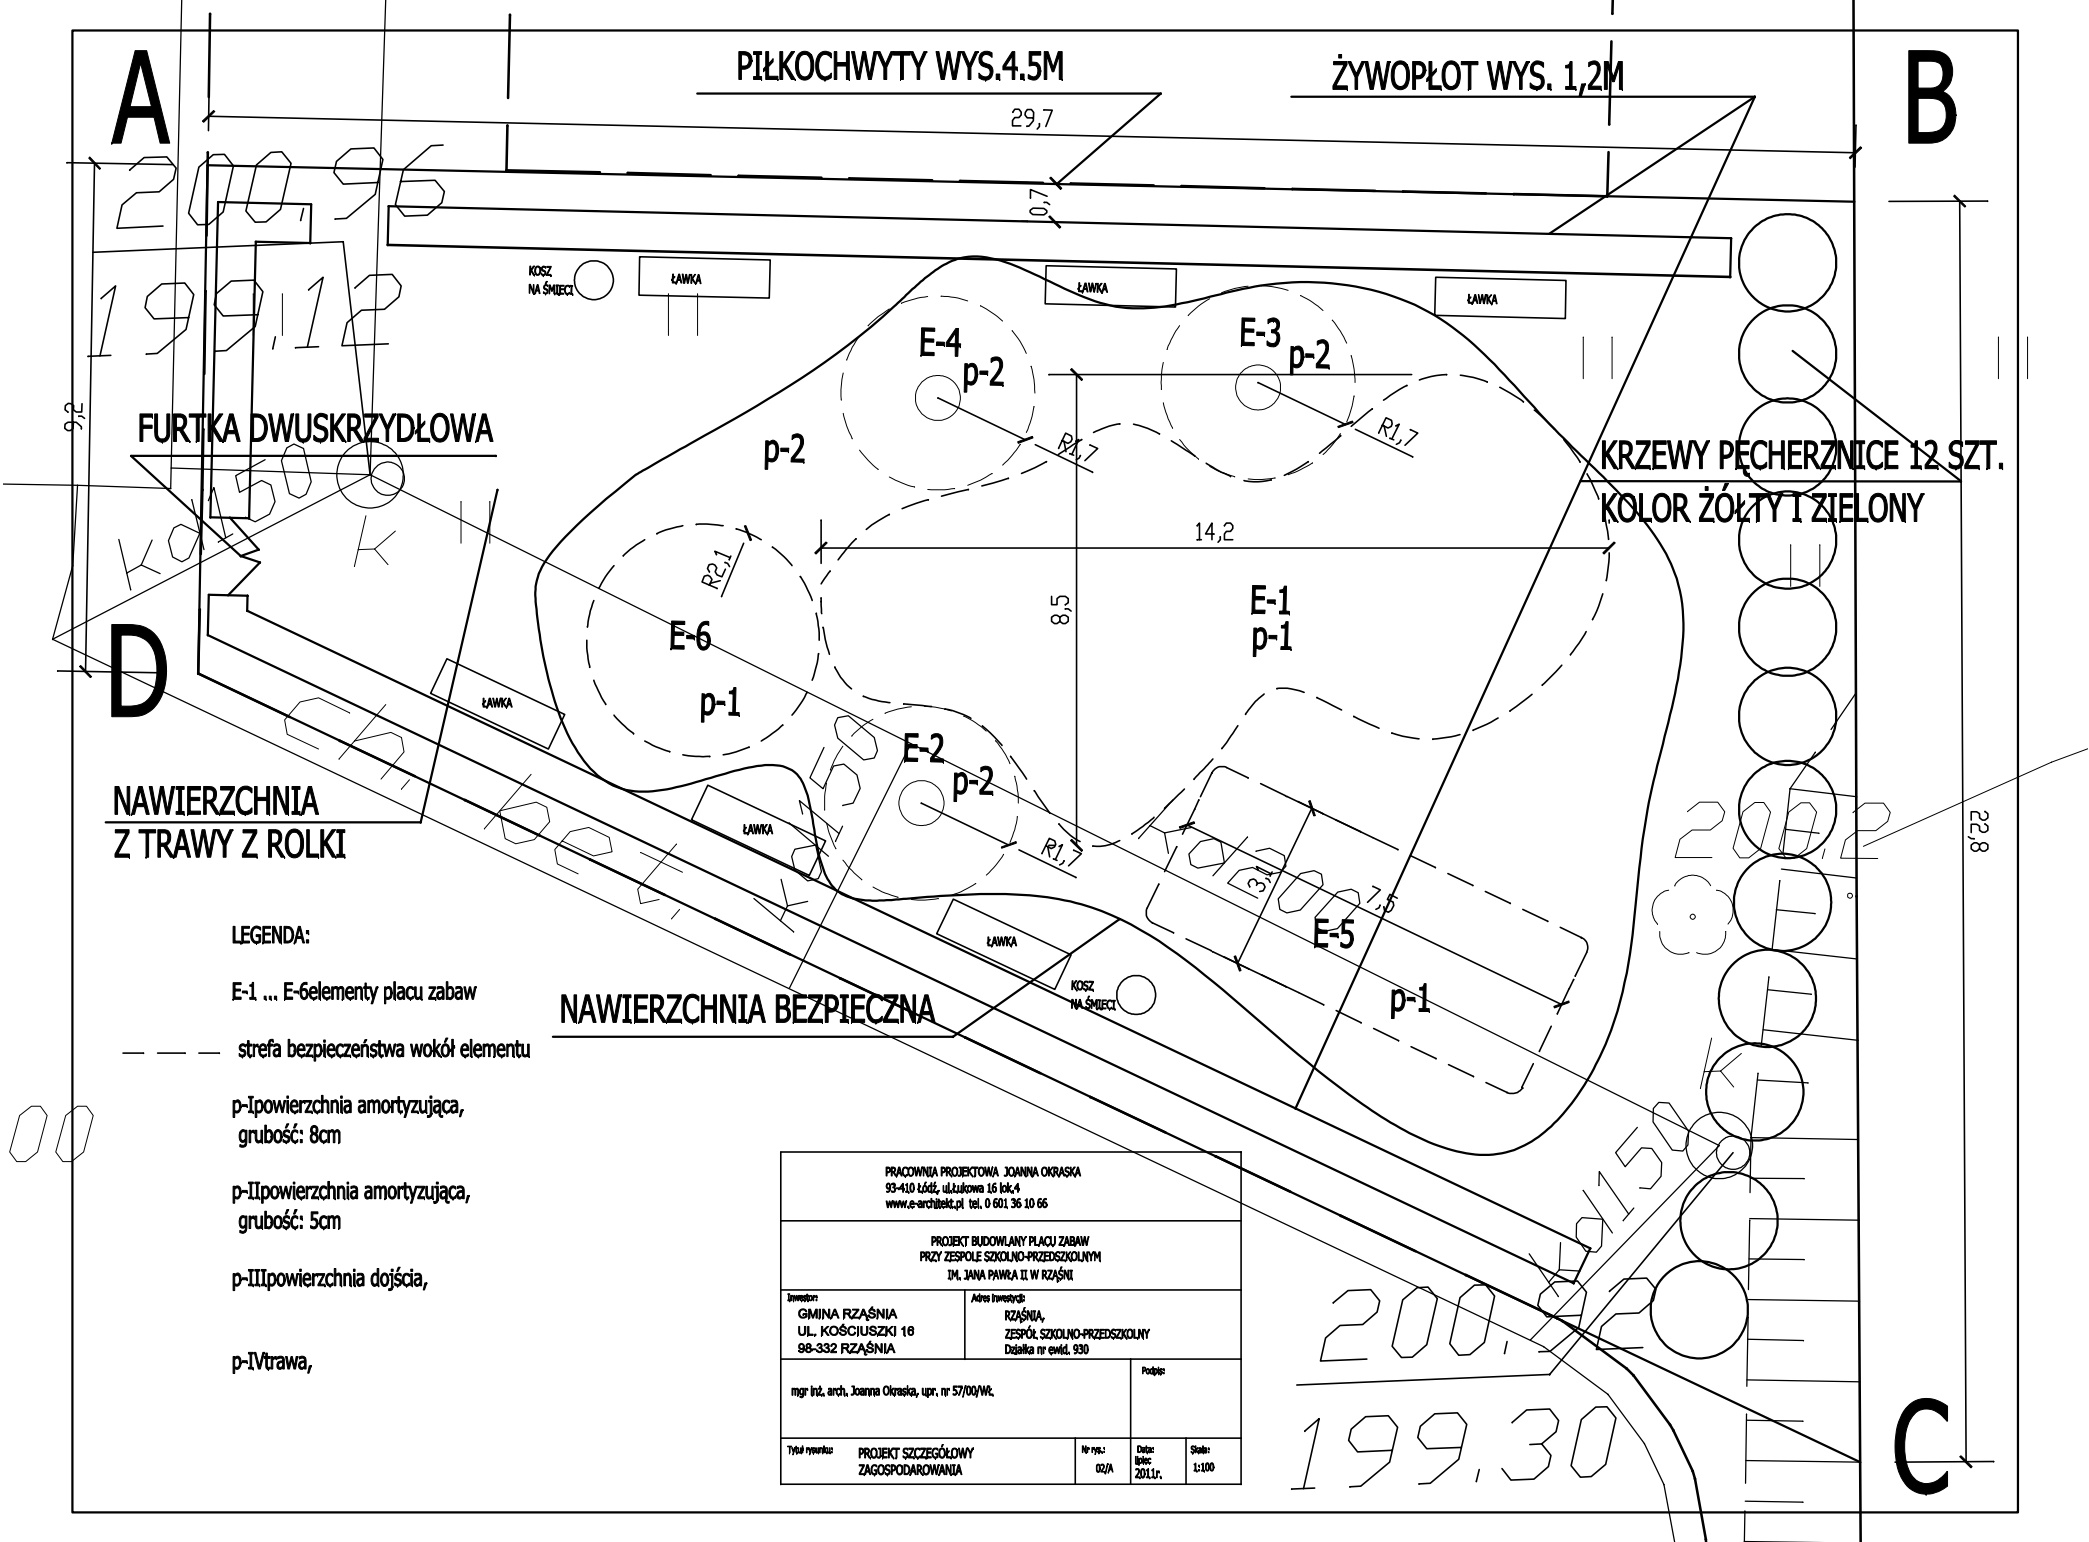 A
B
PIŁKOCHWYTY WYS.4.5M
ŻYWOPŁOT WYS. 1,2M
29,7
200,96
0,7
199,12
KOSZ
NA ŚMIECI
ŁAWKA
ŁAWKA
ŁAWKA
E-4
p-2
E-3
p-2
9,2
FURTKA DWUSKRZYDŁOWA
p-2
R1,7
R1,7
KRZEWY PĘCHERZNICE 12 SZT.
KOLOR ŻÓŁTY I ZIELONY
ko150
K
14,2
R2,1
8,5
E-1
p-1
E-6
p-1
D
ŁAWKA
E-2
p-2
NAWIERZCHNIA
Z TRAWY Z ROLKI
ŁAWKA
R1,7
ko200
3,1
7,5
E-5
p-1
200,2
22,8
ŁAWKA
KOSZ
NA ŚMIECI
NAWIERZCHNIA BEZPIECZNA
LEGENDA:
E-1 ... E-6elementy placu zabaw
strefa bezpieczeństwa wokół elementu
p-Ipowierzchnia amortyzująca,
grubość: 8cm
p-IIpowierzchnia amortyzująca,
grubość: 5cm
p-IIIpowierzchnia dojścia,
p-IVtrawa,
00
K
PRACOWNIA PROJEKTOWA JOANNA OKRASKA
93-410 Łódź, ul.Łukowa 16 lok.4
www.e-architekt.pl tel. 0 601 36 10 66
PROJEKT BUDOWLANY PLACU ZABAW
PRZY ZESPOLE SZKOLNO-PRZEDSZKOLNYM
IM. JANA PAWŁA II W RZĄŚNI
Inwestor:
GMINA RZĄŚNIA
UL. KOŚCIUSZKI 16
98-332 RZĄŚNIA
Adres inwestycji:
RZĄŚNIA,
ZESPÓŁ SZKOLNO-PRZEDSZKOLNY
Działka nr ewid. 930
mgr inż. arch. Joanna Okraska, upr. nr 57/00/WŁ
Podpis:
Tytuł rysunku:
PROJEKT SZCZEGÓŁOWY
ZAGOSPODAROWANIA
Nr rys.:
02/A
Data:
lipiec
2011r.
Skala:
1:100
199.30
C